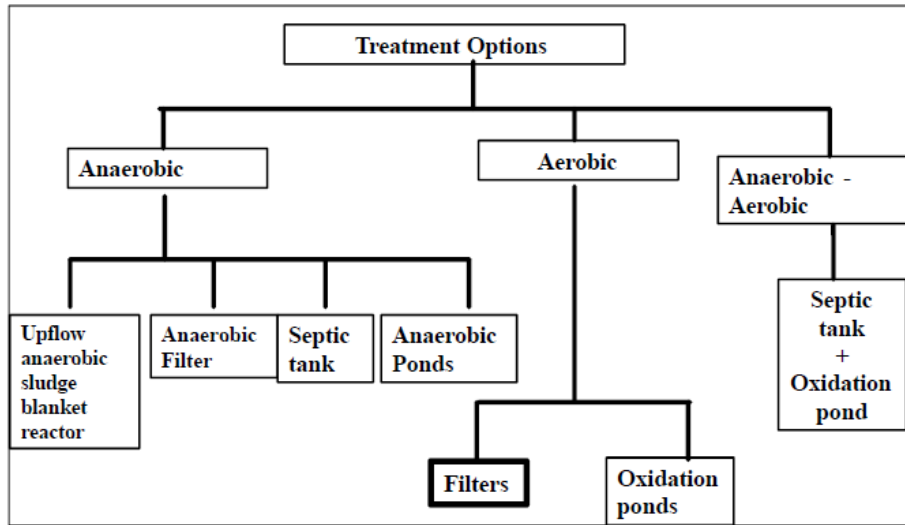 Treatment Options
Anaerobic
Aerobic
Anaerobic -
Aerobic
Upflow
anaerobic
sludge
blanket
reactor
Anaerobic
Filter
Septic
tank
Anaerobic
Ponds
Septic
tank
+
Oxidation
pond
Filters
Oxidation
ponds